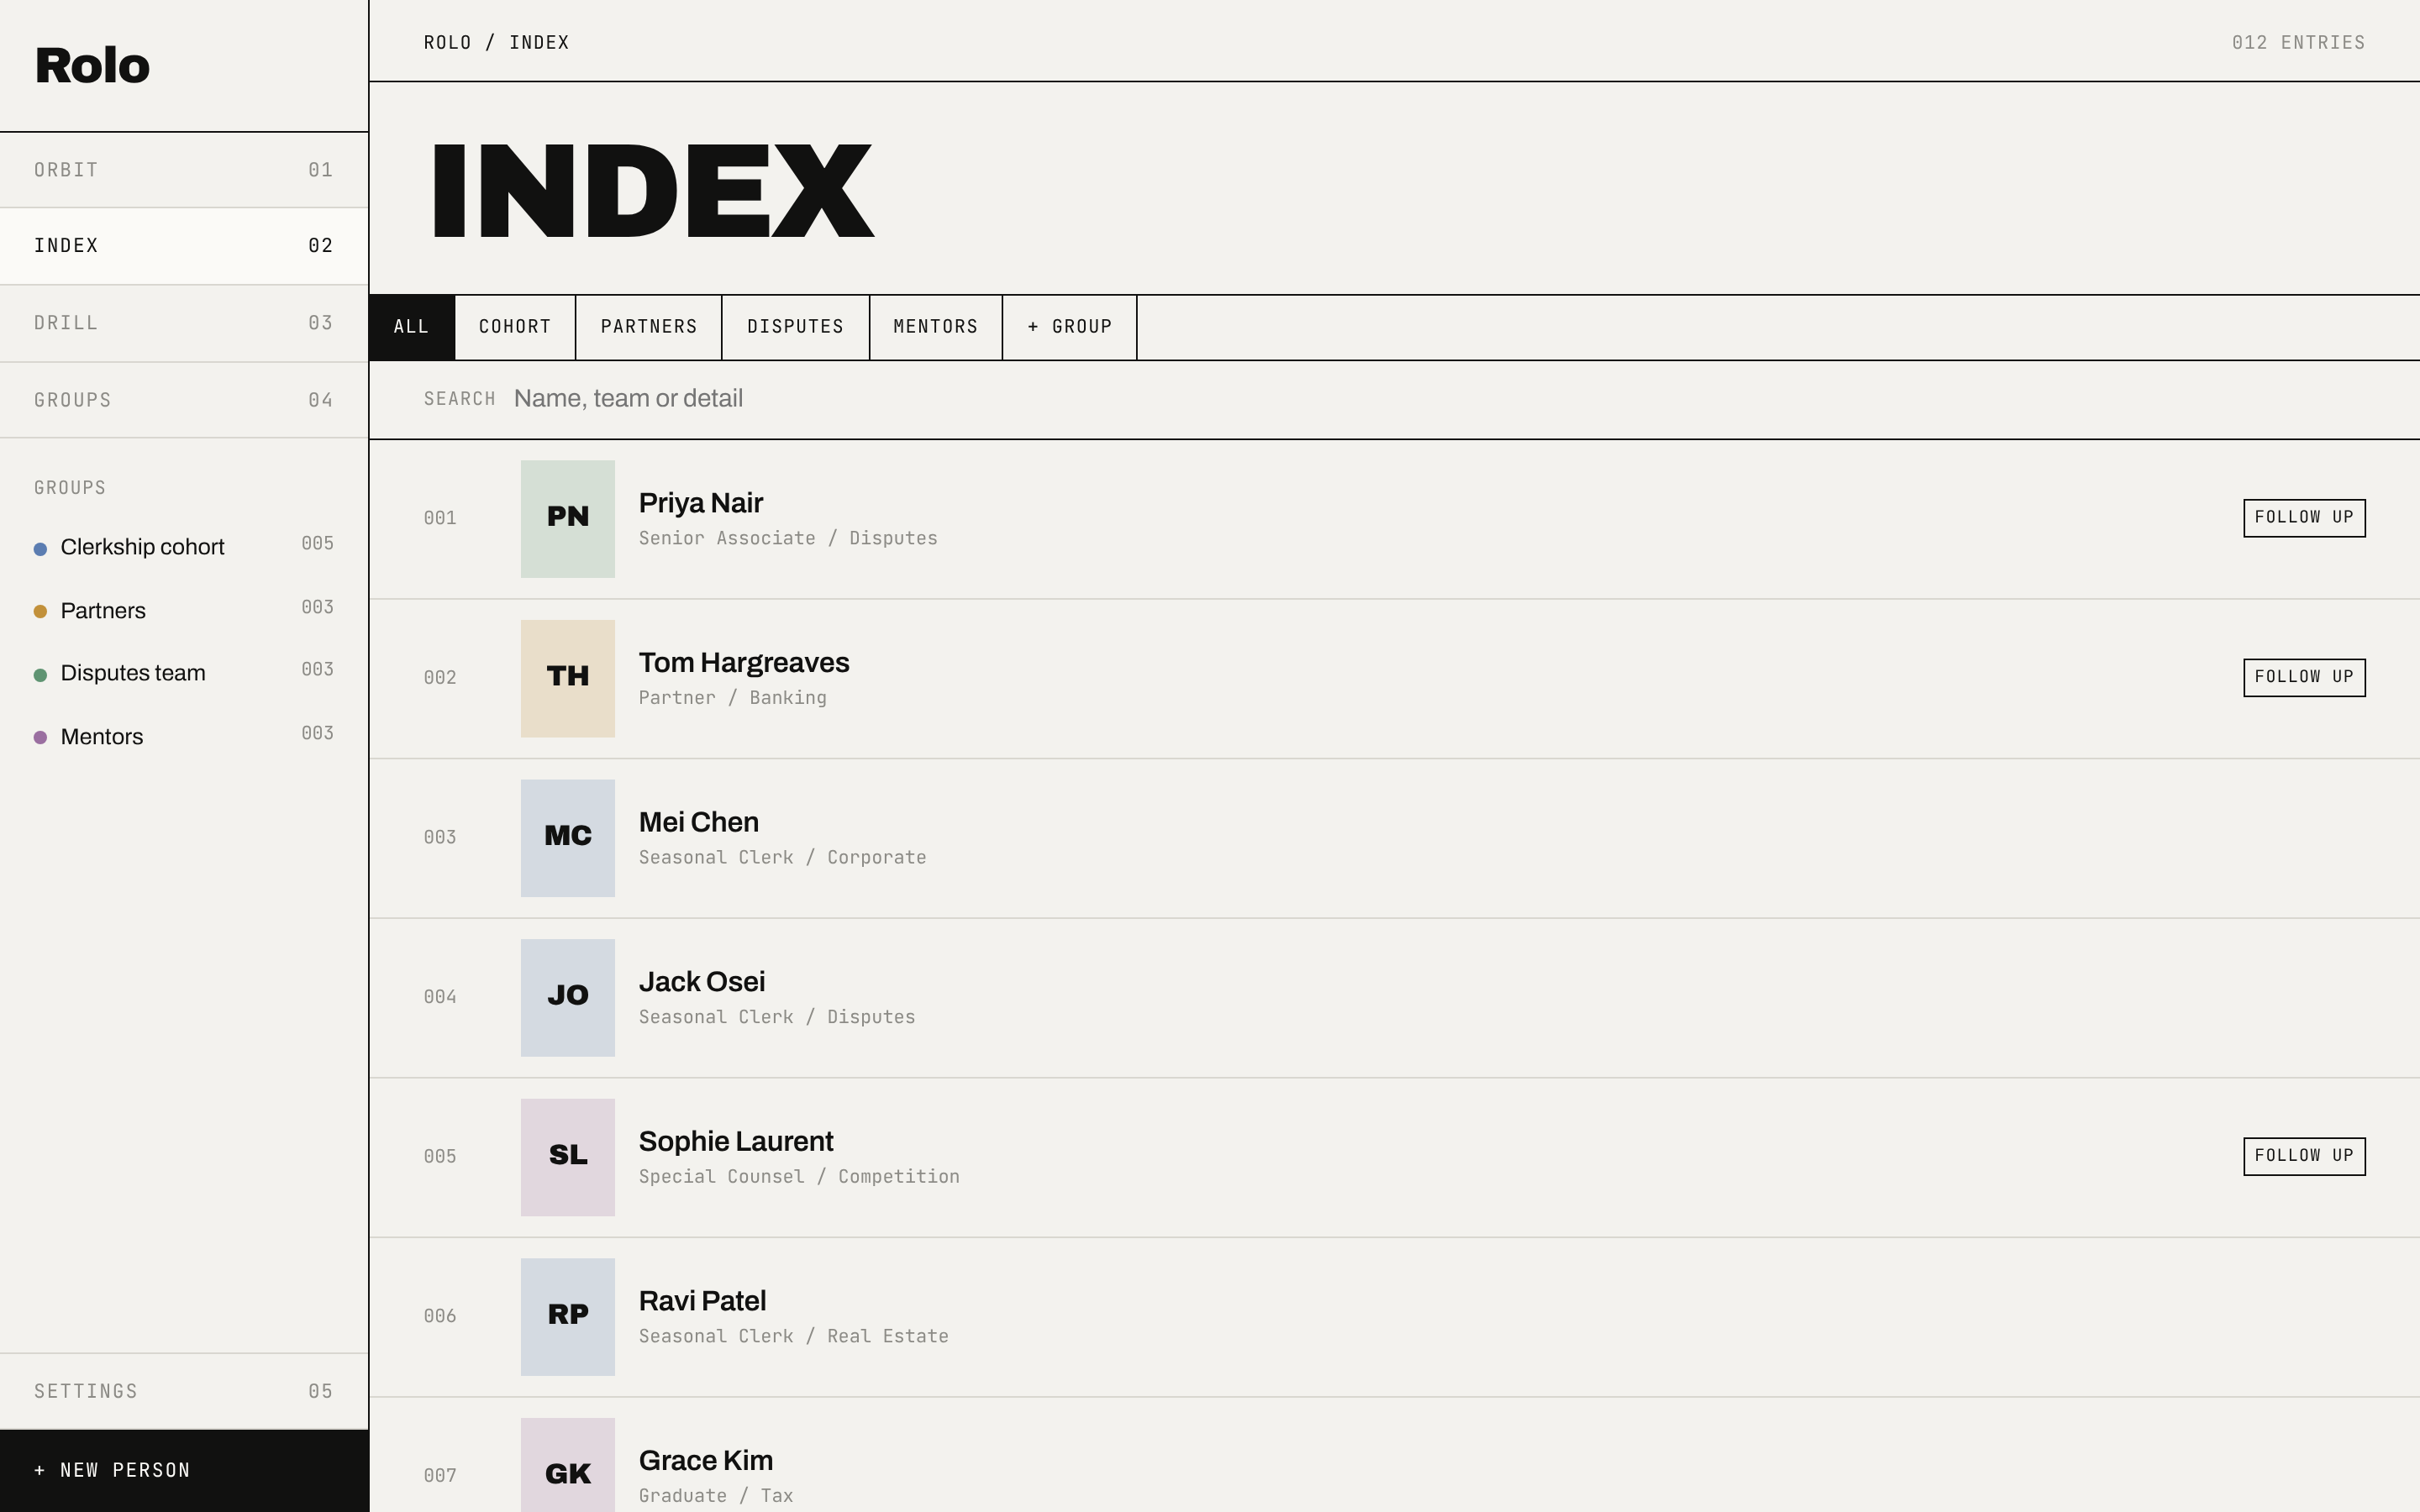 Rolo
ORBIT 01
INDEX 02
DRILL 03
GROUPS 04
GROUPS
Clerkship cohort 005
Partners 003
Disputes team 003
Mentors 003
SETTINGS 05
+ NEW PERSON
ROLO / INDEX 012 ENTRIES
INDEX
ALL COHORT PARTNERS DISPUTES MENTORS + GROUP
SEARCH Name, team or detail
001 PN Priya Nair FOLLOW UP
Senior Associate / Disputes
002 TH Tom Hargreaves FOLLOW UP
Partner / Banking
003 MC Mei Chen
Seasonal Clerk / Corporate
004 JO Jack Osei
Seasonal Clerk / Disputes
005 SL Sophie Laurent FOLLOW UP
Special Counsel / Competition
006 RP Ravi Patel
Seasonal Clerk / Real Estate
007 GK Grace Kim
Graduate / Tax